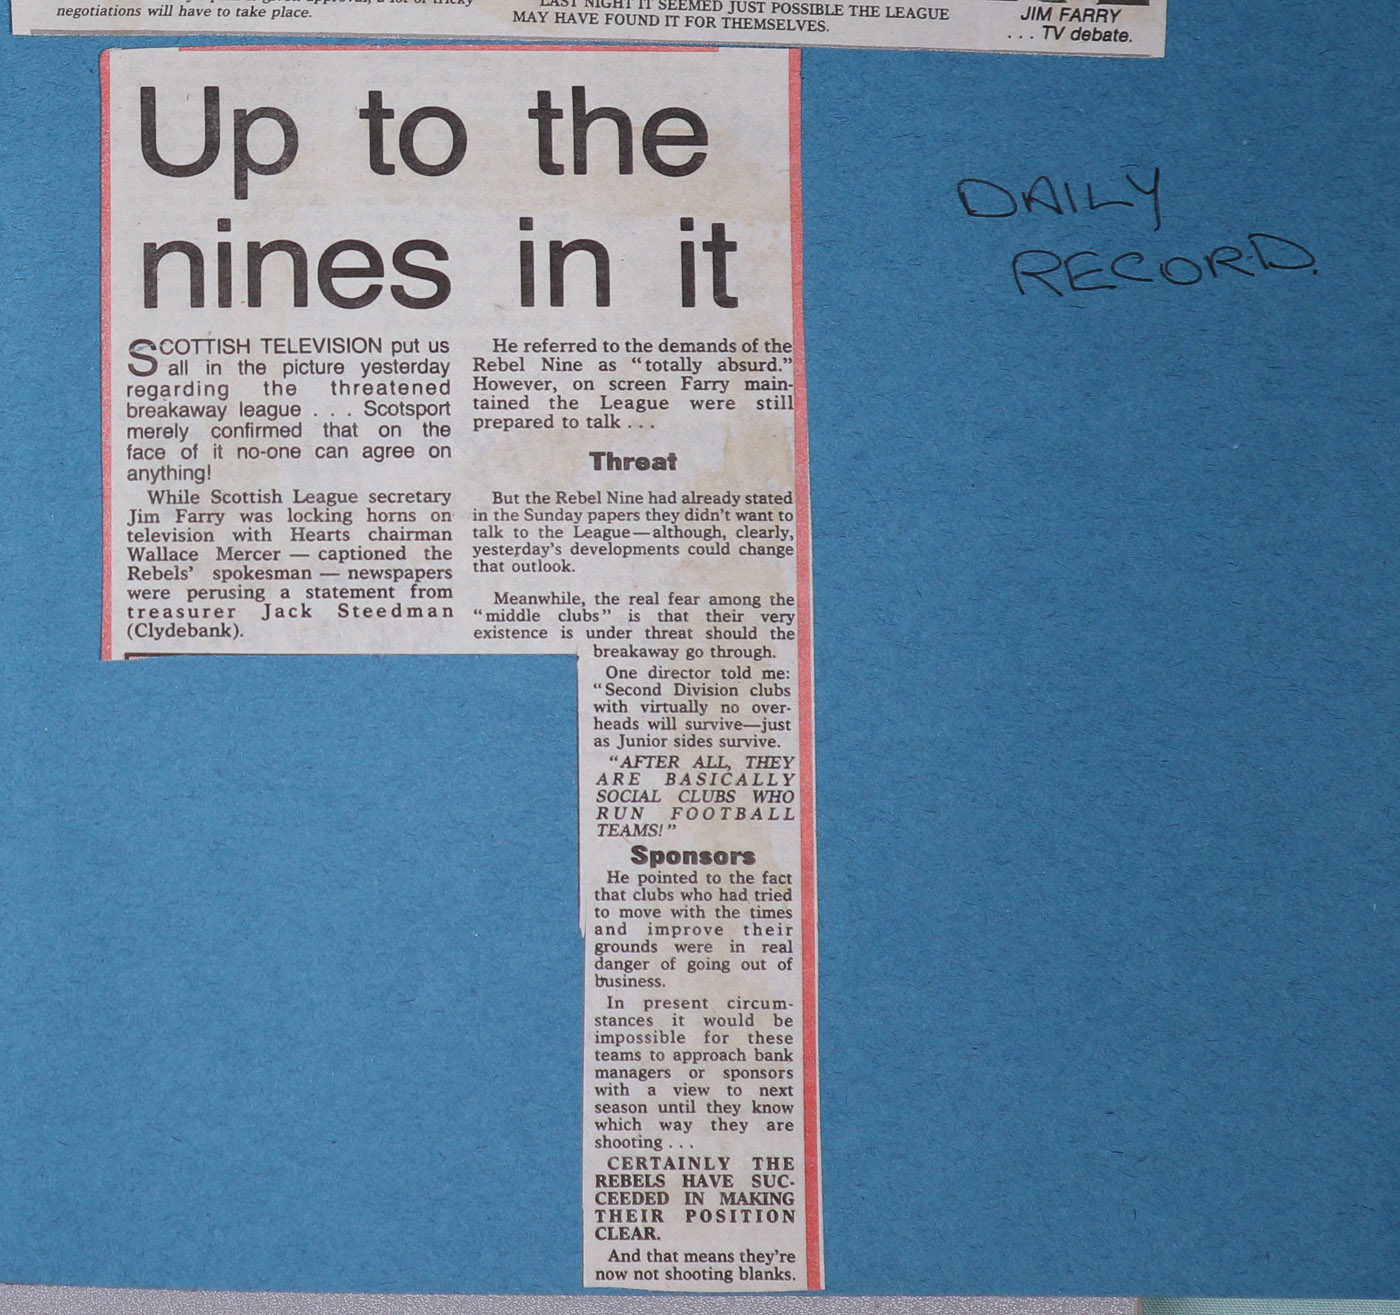 negotiations will have to take place.
LAST NIGHT IT SEEMED JUST POSSIBLE THE LEAGUE
MAY HAVE FOUND IT FOR THEMSELVES.
JIM FARRY
. . . TV debate.
Up to the
nines in it
SCOTTISH TELEVISION put us
all in the picture yesterday
regarding the threatened
breakaway league . . . Scotsport
merely confirmed that on the
face of it no-one can agree on
anything!
While Scottish League secretary
Jim Farry was locking horns on
television with Hearts chairman
Wallace Mercer — captioned the
Rebels' spokesman — newspapers
were perusing a statement from
treasurer Jack Steedman
(Clydebank).
He referred to the demands of the
Rebel Nine as "totally absurd."
However, on screen Farry main-
tained the League were still
prepared to talk . . .
Threat
But the Rebel Nine had already stated
in the Sunday papers they didn't want to
talk to the League—although, clearly,
yesterday's developments could change
that outlook.
Meanwhile, the real fear among the
"middle clubs" is that their very
existence is under threat should the
breakaway go through.
One director told me:
"Second Division clubs
with virtually no over-
heads will survive—just
as Junior sides survive.
"AFTER ALL, THEY
ARE BASICALLY
SOCIAL CLUBS WHO
RUN FOOTBALL
TEAMS!"
Sponsors
He pointed to the fact
that clubs who had tried
to move with the times
and improve their
grounds were in real
danger of going out of
business.
In present circum-
stances it would be
impossible for these
teams to approach bank
managers or sponsors
with a view to next
season until they know
which way they are
shooting . . .
CERTAINLY THE
REBELS HAVE SUC-
CEEDED IN MAKING
THEIR POSITION
CLEAR.
And that means they're
now not shooting blanks.
DAILY
RECORD.